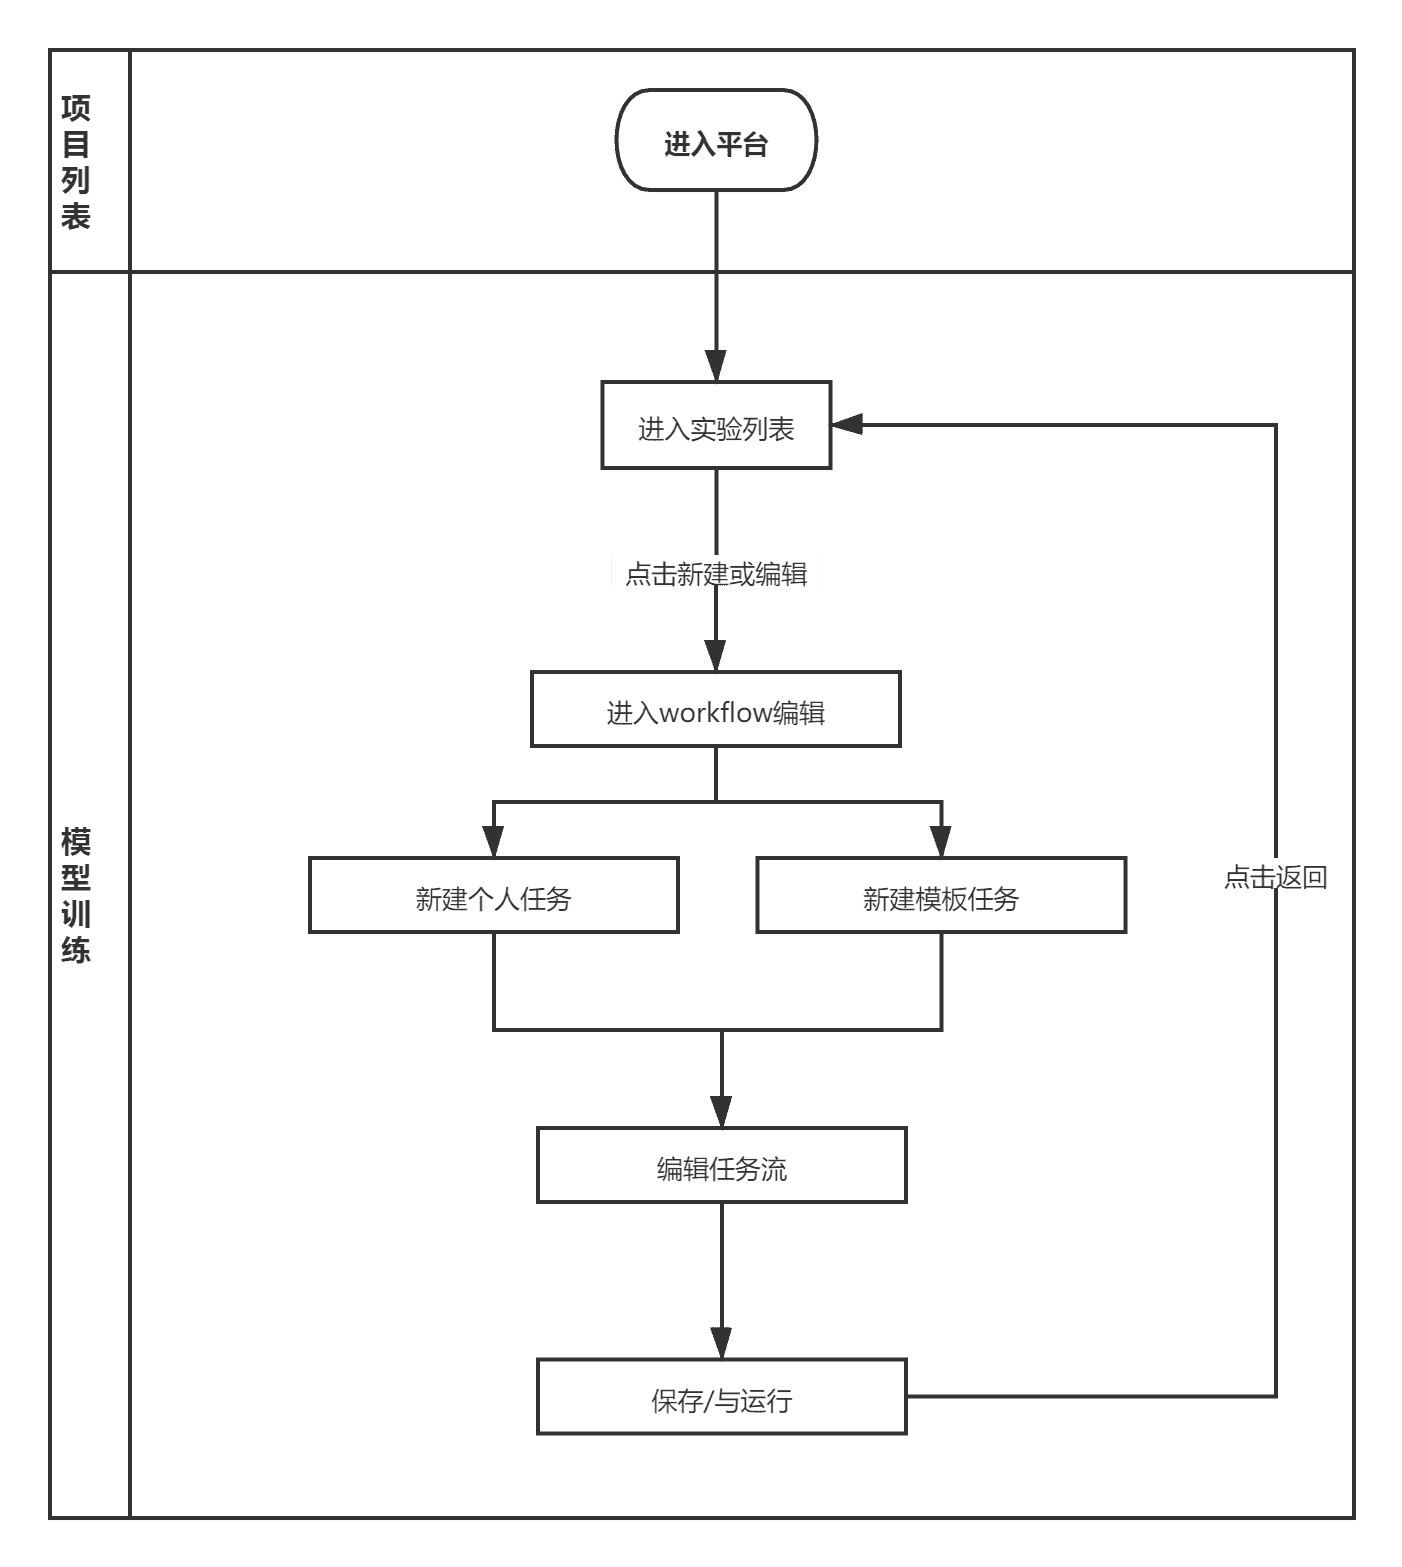 项目列表
进入平台
模型训练
进入实验列表
点击新建或编辑
进入workflow编辑
新建个人任务
新建模板任务
点击返回
编辑任务流
保存/与运行